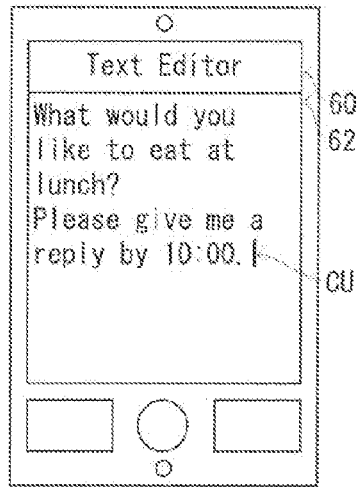 Text Editor
60
62
What would you
like to eat at
lunch?
Please give me a
reply by 10:00.
CU